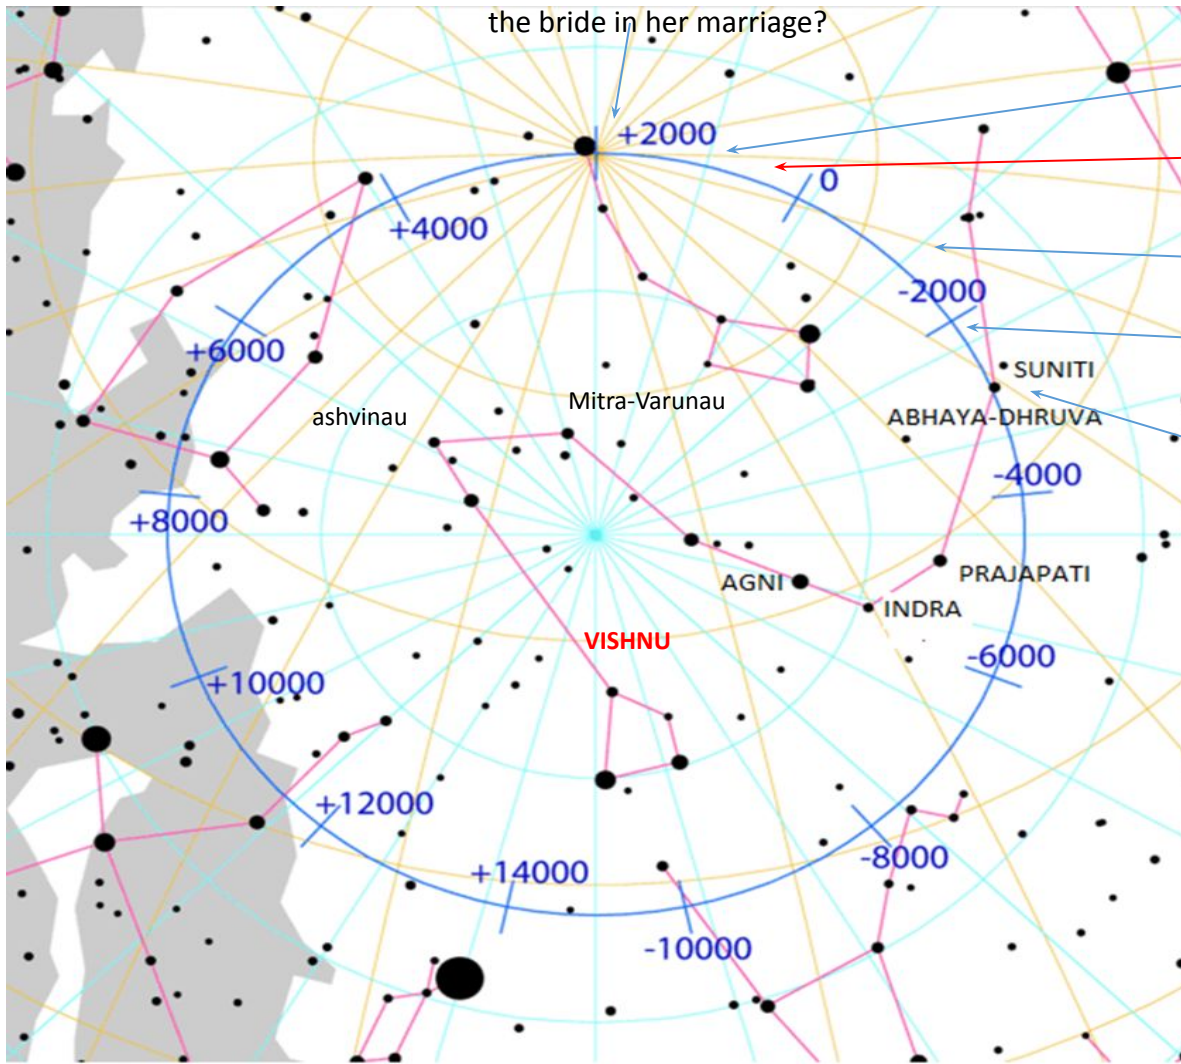 the bride in her marriage?
+2000
0
+4000
-2000
+6000
SUNITI
ashvinau
Mitra-Varunau
ABHAYA-DHRUVA
-4000
+8000
AGNI
PRAJAPATI
INDRA
VISHNU
-6000
+10000
+12000
-8000
+14000
-10000